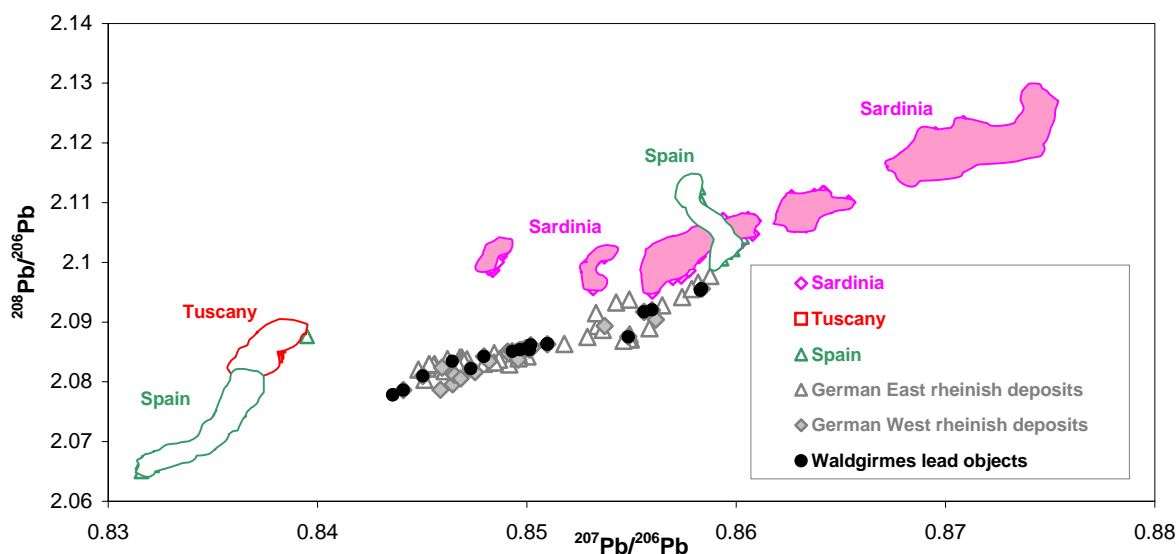 2.14
2.13
2.12
2.11
2.1
2.09
2.08
2.07
2.06
²⁰⁸Pb/²⁰⁶Pb
Sardinia
Spain
Sardinia
Tuscany
Spain
Sardinia
Tuscany
Spain
German East rheinish deposits
German West rheinish deposits
Waldgirmes lead objects
0.83
0.84
0.85
0.86
0.87
0.88
²⁰⁷Pb/²⁰⁶Pb